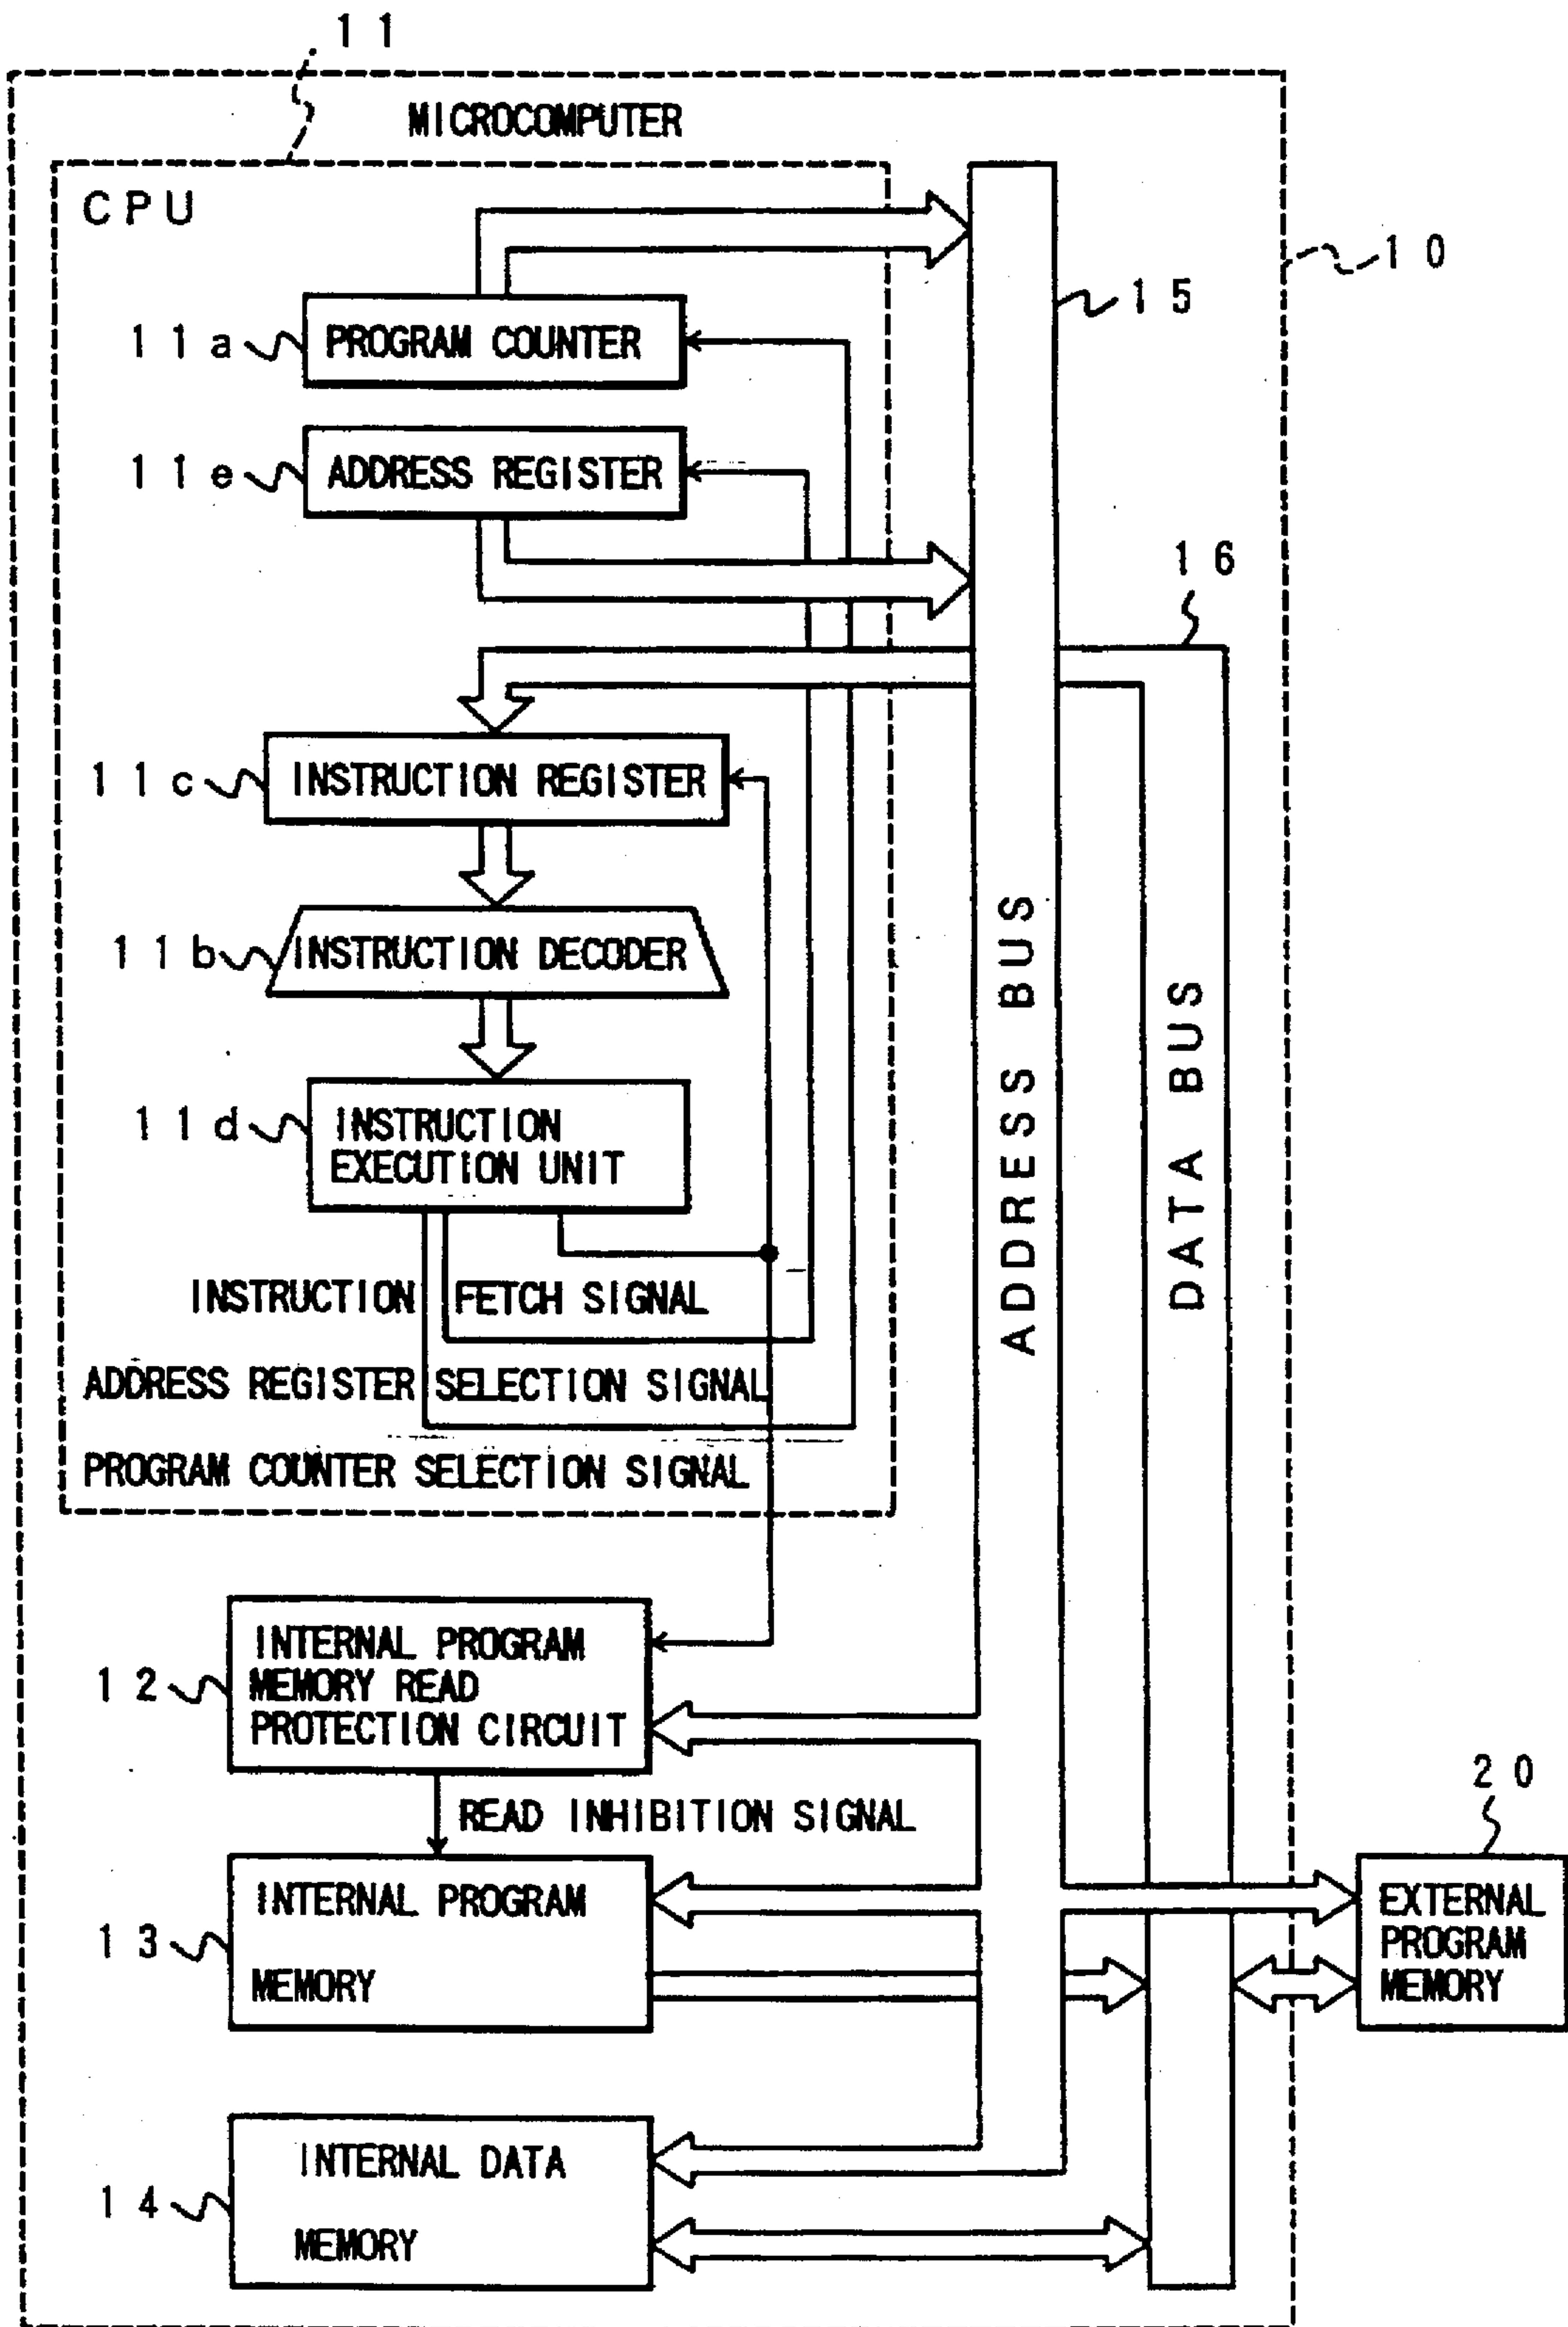 11
MICROCOMPUTER
CPU
10
15
11a
PROGRAM COUNTER
11e
ADDRESS REGISTER
16
11c
INSTRUCTION REGISTER
11b
INSTRUCTION DECODER
ADDRESS BUS
DATA BUS
11d
INSTRUCTION
EXECUTION UNIT
INSTRUCTION FETCH SIGNAL
ADDRESS REGISTER SELECTION SIGNAL
PROGRAM COUNTER SELECTION SIGNAL
12
INTERNAL PROGRAM
MEMORY READ
PROTECTION CIRCUIT
READ INHIBITION SIGNAL
20
13
INTERNAL PROGRAM
MEMORY
EXTERNAL
PROGRAM
MEMORY
14
INTERNAL DATA
MEMORY